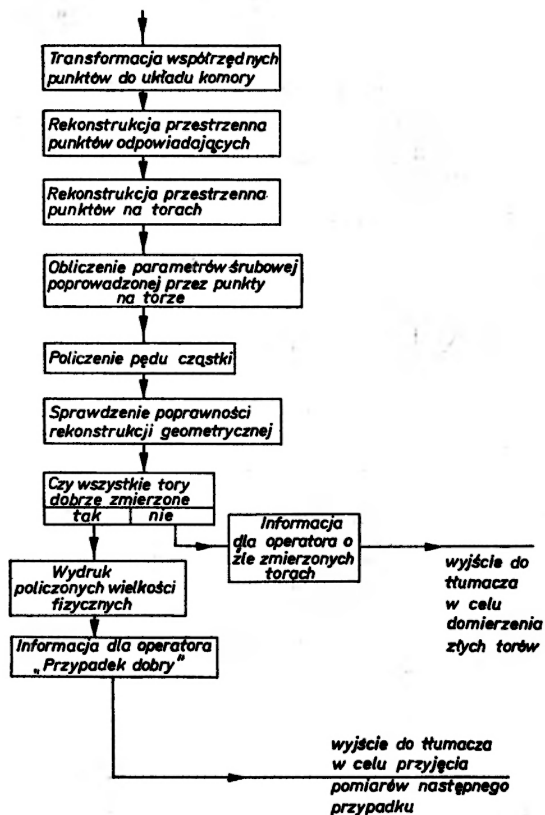 Transformacja współrzędnych
punktów do układu komory
Rekonstrukcja przestrzenna
punktów odpowiadających
Rekonstrukcja przestrzenna
punktów na torach
Obliczenie parametrów śrubowej
poprowadzonej przez punkty
na torze
Policzenie pędu cząstki
Sprawdzenie poprawności
rekonstrukcji geometrycznej
Czy wszystkie tory
dobrze zmierzone
tak nie
Informacja
dla operatora o
źle zmierzonych
torach
wyjście do
tłumacza
w celu
domierzenia
złych torów
Wydruk
policzonych wielkości
fizycznych
Informacja dla operatora
„Przypadek dobry”
wyjście do tłumacza
w celu przyjęcia
pomiarów następnego
przypadku